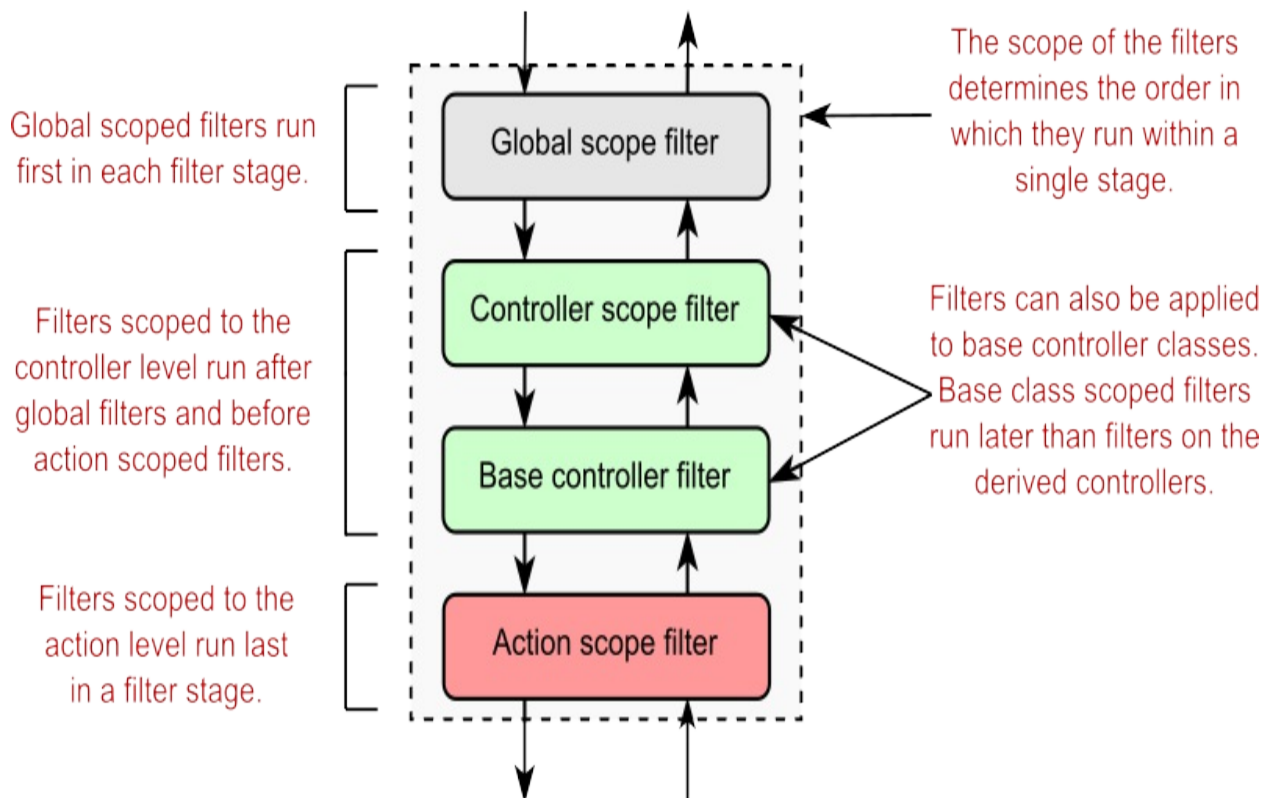 Global scoped filters run
first in each filter stage.
Filters scoped to the
controller level run after
global filters and before
action scoped filters.
Filters scoped to the
action level run last
in a filter stage.
Global scope filter
Controller scope filter
Base controller filter
Action scope filter
The scope of the filters
determines the order in
which they run within a
single stage.
Filters can also be applied
to base controller classes.
Base class scoped filters
run later than filters on the
derived controllers.